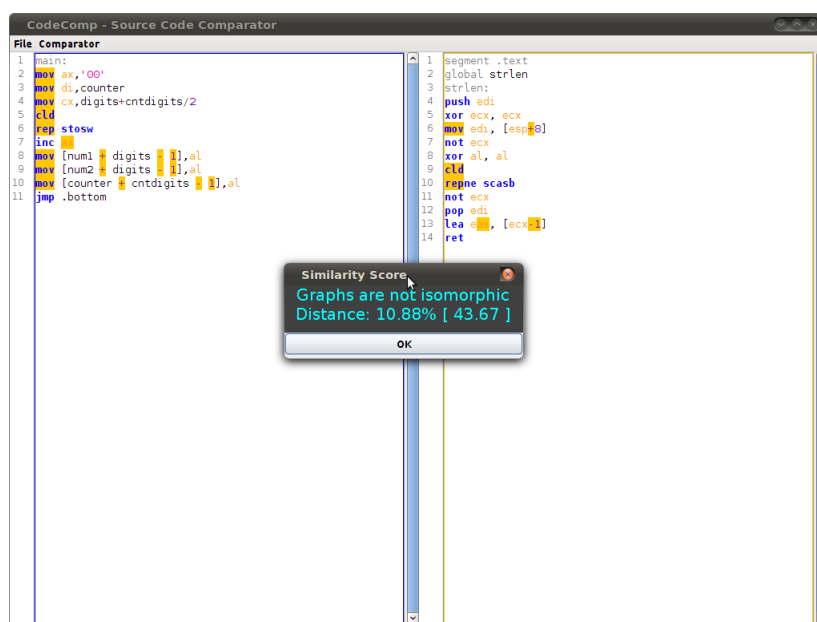 CodeComp - Source Code Comparator
File Comparator
1 main:
2 mov ax,'00'
3 mov di,counter
4 mov cx,digits+cntdigits/2
5 cld
6 rep stosw
7 inc ax
8 mov [num1 + digits - 1],al
9 mov [num2 + digits - 1],al
10 mov [counter + cntdigits - 1],al
11 jmp .bottom
1 segment .text
2 global strlen
3 strlen:
4 push edi
5 xor ecx, ecx
6 mov edi, [esp+8]
7 not ecx
8 xor al, al
9 cld
10 repne scasb
11 not ecx
12 pop edi
13 lea eax, [ecx-1]
14 ret
Similarity Score
Graphs are not isomorphic
Distance: 10.88% [ 43.67 ]
OK